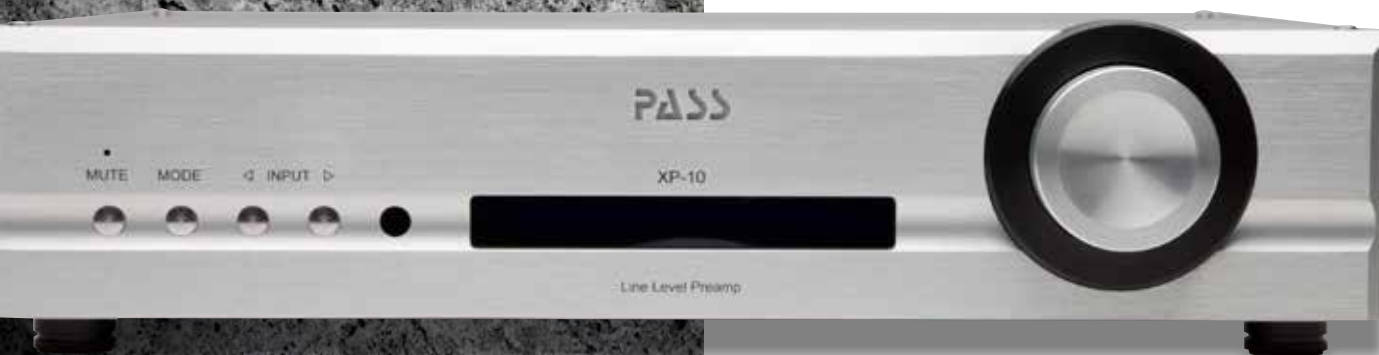 PASS
MUTE MODE ◁ INPUT ▷
XP-10
Line Level Preamp